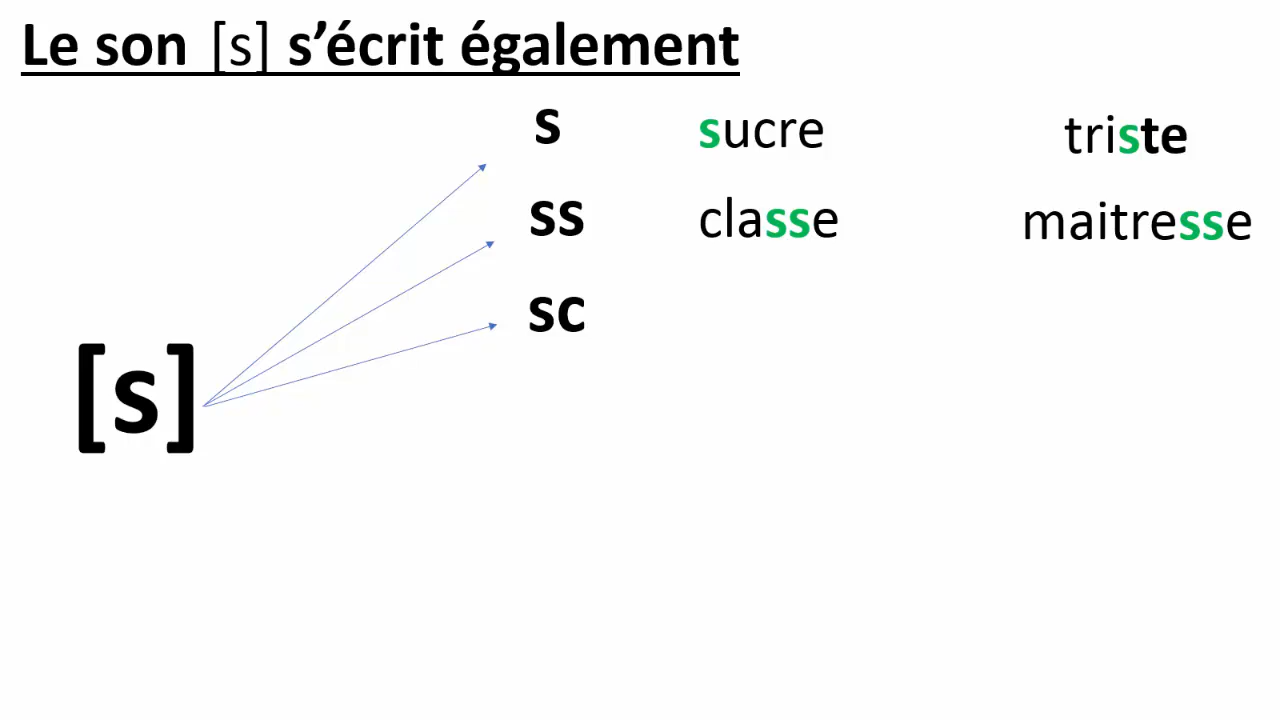 Le son [s] s’écrit également
s sucre triste
ss classe maitresse
sc
[s]